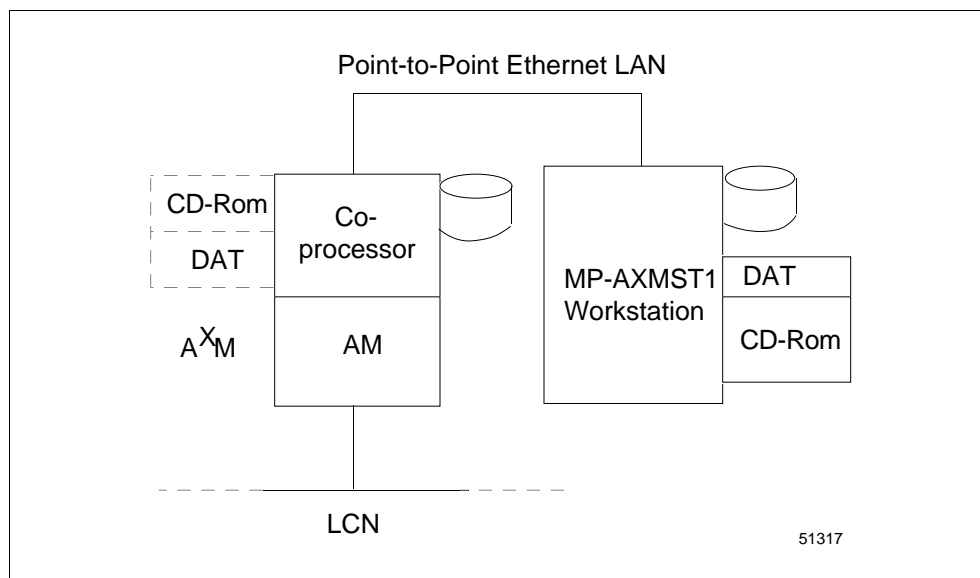 Point-to-Point Ethernet LAN
CD-Rom
DAT
Co-
processor
AXM
AM
MP-AXMST1
Workstation
DAT
CD-Rom
LCN
51317